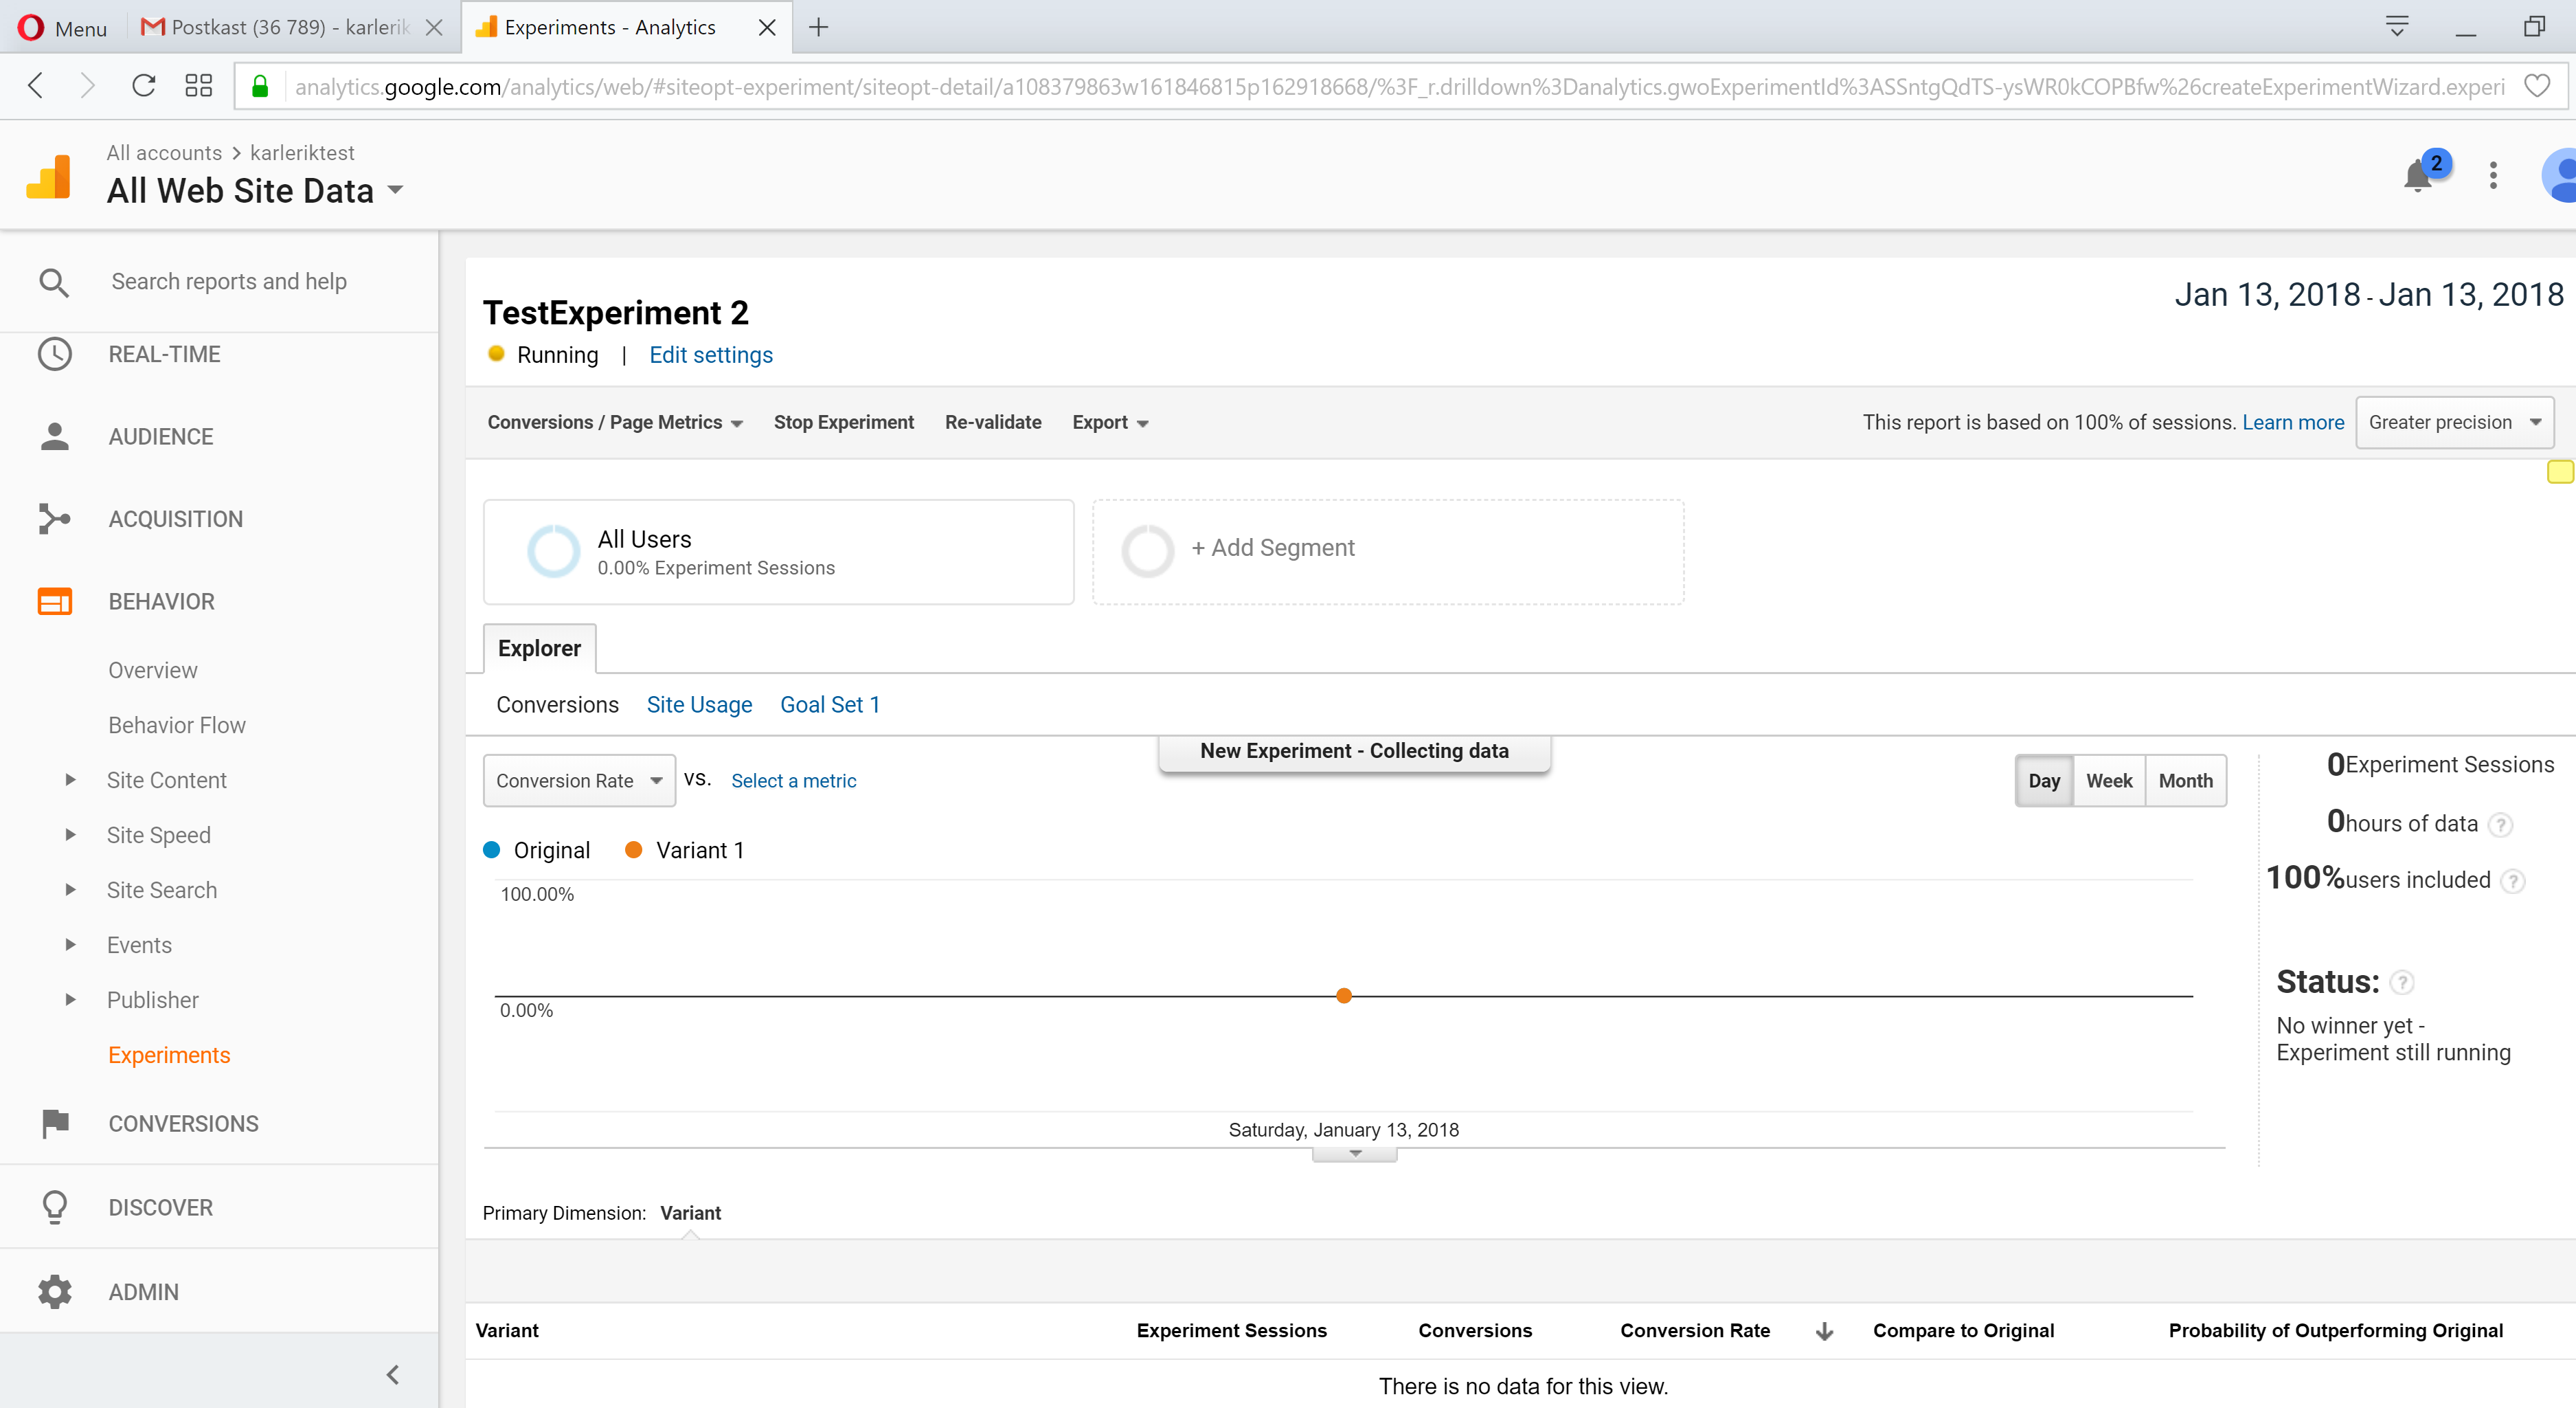 Menu
Postkast (36 789) - karlerik
Experiments - Analytics
analytics.google.com/analytics/web/#siteopt-experiment/siteopt-detail/a108379863w161846815p162918668/%3F_r.drilldown%3Danalytics.gwoExperimentId%3ASSntgQdTS-ysWR0kCOPBfw%26createExperimentWizard.experi
All accounts > karleriktest
All Web Site Data
2
Search reports and help
REAL-TIME
AUDIENCE
ACQUISITION
BEHAVIOR
Overview
Behavior Flow
Site Content
Site Speed
Site Search
Events
Publisher
Experiments
CONVERSIONS
DISCOVER
ADMIN
TestExperiment 2
Jan 13, 2018 - Jan 13, 2018
Running | Edit settings
Conversions / Page Metrics Stop Experiment Re-validate Export
This report is based on 100% of sessions. Learn more Greater precision
All Users
0.00% Experiment Sessions
+ Add Segment
Explorer
Conversions Site Usage Goal Set 1
New Experiment - Collecting data
Conversion Rate VS. Select a metric
Day Week Month
Original Variant 1
100.00%
0.00%
Saturday, January 13, 2018
0 Experiment Sessions
0 hours of data ?
100% users included ?
Status: ?
No winner yet -
Experiment still running
Primary Dimension: Variant
Variant Experiment Sessions Conversions Conversion Rate Compare to Original Probability of Outperforming Original
There is no data for this view.